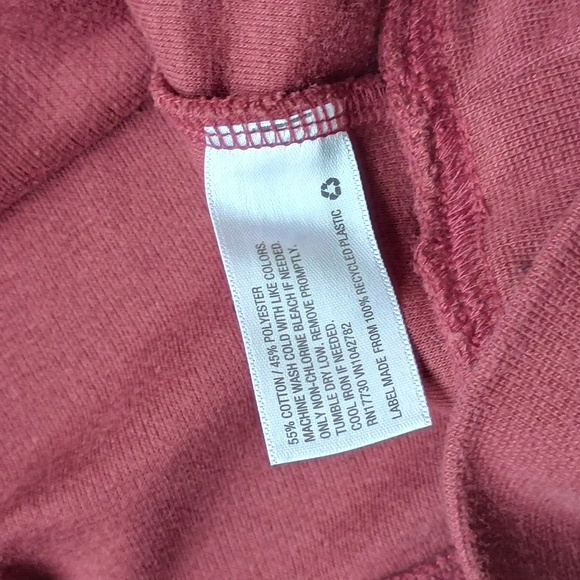 55% COTTON / 45% POLYESTER
MACHINE WASH COLD WITH LIKE COLORS.
ONLY NON-CHLORINE BLEACH IF NEEDED.
TUMBLE DRY LOW. REMOVE PROMPTLY.
COOL IRON IF NEEDED.
RN17730 VN1042782
LABEL MADE FROM 100% RECYCLED PLASTIC